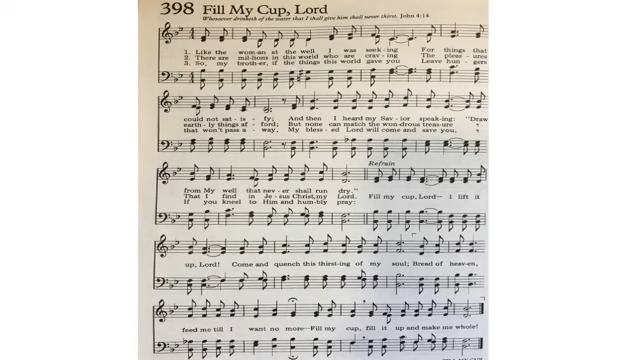 398 Fill My Cup, Lord
Whosoever drinketh of the water that I shall give him shall never thirst. John 4:14
1. Like the wom-an at the well I was seek-ing For things that
2. There are mil-lions in this world who are crav-ing The pleas-ures
3. So, my broth-er, if the things this world gave you Leave hun-gers
could not sat-is-fy; And then I heard my Sav-ior speak-ing: "Draw
earth-ly things af-ford; But none can match the won-drous treas-ure
that won't pass a-way, My bless-ed Lord will come and save you,
Refrain
from My well that nev-er shall run dry."
That I find in Je-sus Christ, my Lord. Fill my cup, Lord— I lift it
If you kneel to Him and hum-bly pray:
up, Lord! Come and quench this thirst-ing of my soul; Bread of heav-en,
feed me till I want no more—Fill my cup, fill it up and make me whole!